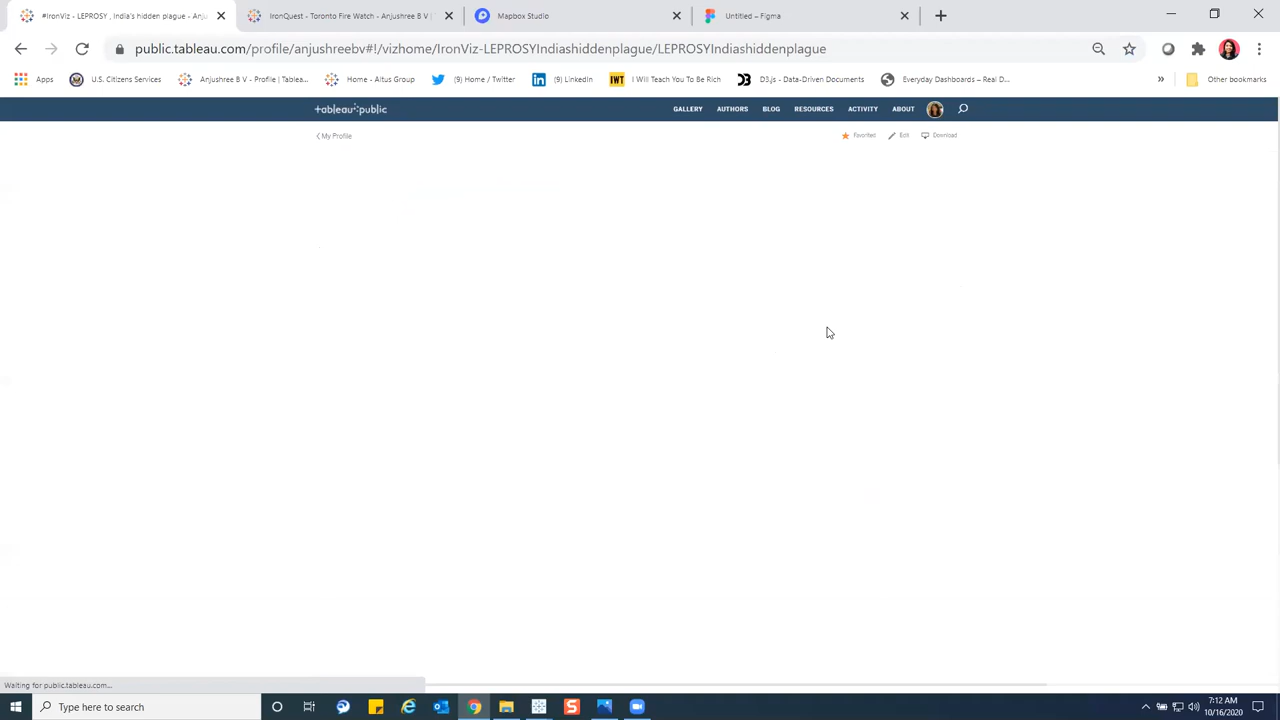 #IronViz - LEPROSY , India's hidden plague - Anju
IronQuest - Toronto Fire Watch - Anjushree B V |
Mapbox Studio
Untitled – Figma
public.tableau.com/profile/anjushreebv#!/vizhome/IronViz-LEPROSYIndiashiddenplague/LEPROSYIndiashiddenplague
Apps
U.S. Citizens Services
Anjushree B V - Profile | Tablea...
Home - Altus Group
(9) Home / Twitter
(9) LinkedIn
IWT
I Will Teach You To Be Rich
D3.js - Data-Driven Documents
Everyday Dashboards – Real D...
»
Other bookmarks
+ableau public
GALLERY
AUTHORS
BLOG
RESOURCES
ACTIVITY
ABOUT
My Profile
Favorited
Edit
Download
Waiting for public.tableau.com...
Type here to search
7:12 AM
10/16/2020